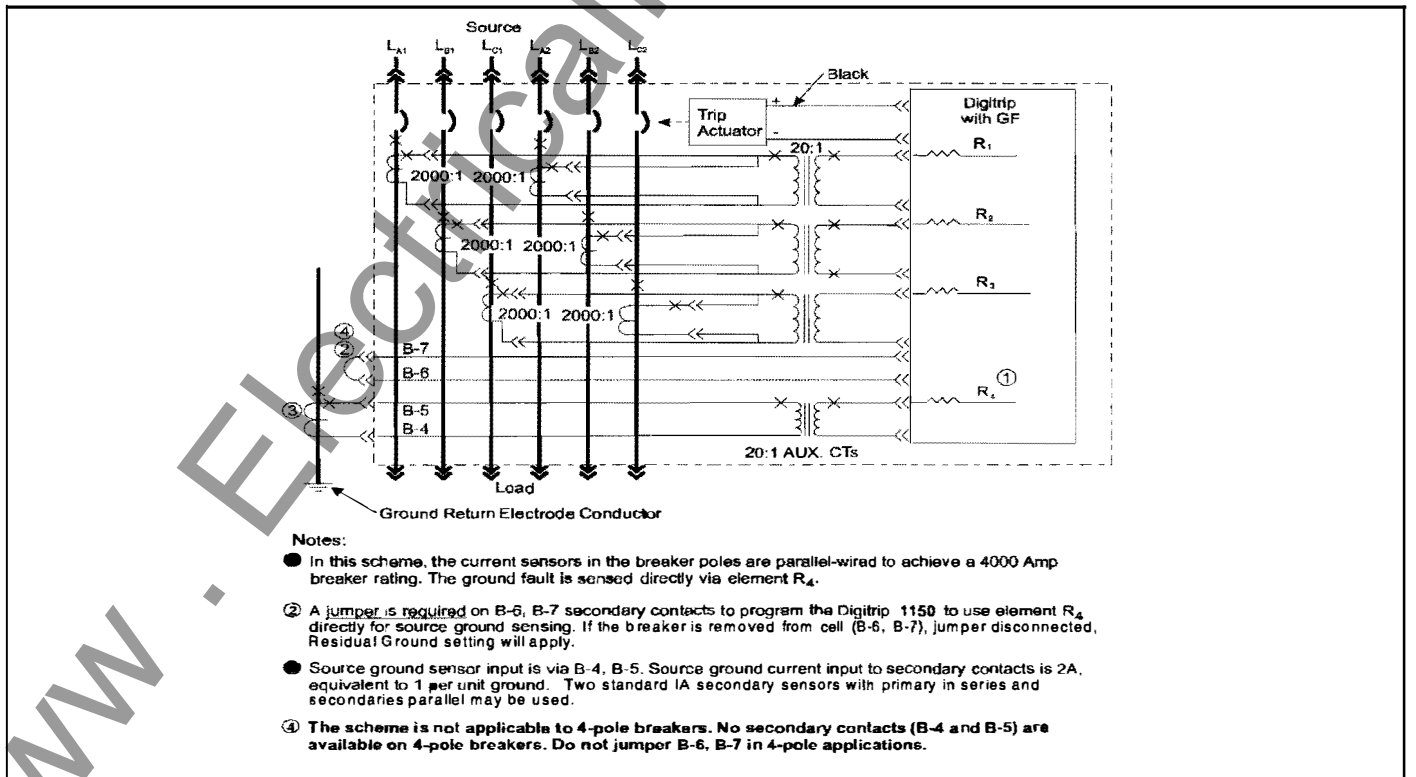 Source
L_A1 L_B1 L_C1 L_A2 L_B2 L_C2
Black
Trip
Actuator
+
-
Digitrip
with GF
20:1
R₁
2000:1 2000:1
R₂
2000:1 2000:1
R₃
2000:1 2000:1
④
②
B-7
B-6
R₄ ①
③
B-5
B-4
20:1 AUX. CTs
Load
Ground Return Electrode Conductor
Notes:
In this scheme, the current sensors in the breaker poles are parallel-wired to achieve a 4000 Amp
breaker rating. The ground fault is sensed directly via element R₄.
② A jumper is required on B-6, B-7 secondary contacts to program the Digitrip 1150 to use element R₄
directly for source ground sensing. If the breaker is removed from cell (B-6, B-7), jumper disconnected,
Residual Ground setting will apply.
Source ground sensor input is via B-4, B-5. Source ground current input to secondary contacts is 2A,
equivalent to 1 per unit ground. Two standard IA secondary sensors with primary in series and
secondaries parallel may be used.
④ The scheme is not applicable to 4-pole breakers. No secondary contacts (B-4 and B-5) are
available on 4-pole breakers. Do not jumper B-6, B-7 in 4-pole applications.
www.Electrical